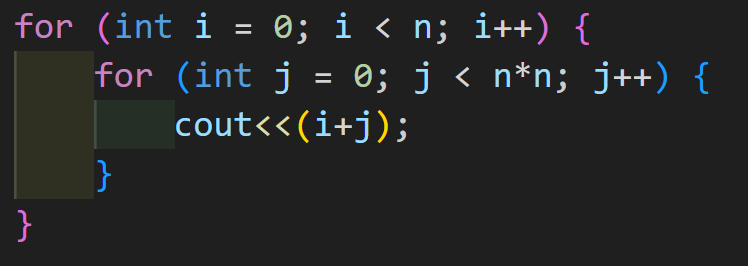 for (int i = 0; i < n; i++) {
    for (int j = 0; j < n*n; j++) {
        cout<<(i+j);
    }
}